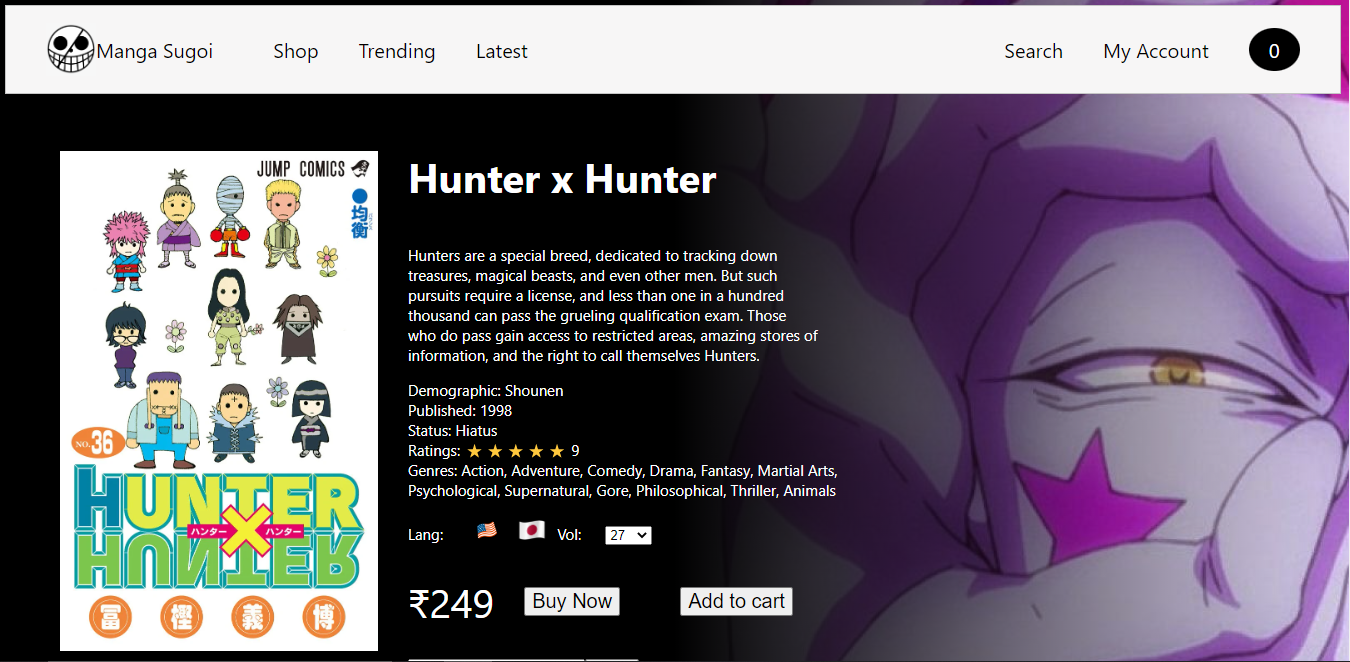 Manga Sugoi
Shop
Trending
Latest
Search
My Account
0
JUMP COMICS
均衡
NO.36
HUNTER
ハンター × ハンター
HUNTER
冨 樫 義 博
Hunter x Hunter
Hunters are a special breed, dedicated to tracking down
treasures, magical beasts, and even other men. But such
pursuits require a license, and less than one in a hundred
thousand can pass the grueling qualification exam. Those
who do pass gain access to restricted areas, amazing stores of
information, and the right to call themselves Hunters.
Demographic: Shounen
Published: 1998
Status: Hiatus
Ratings: ★ ★ ★ ★ ★ 9
Genres: Action, Adventure, Comedy, Drama, Fantasy, Martial Arts,
Psychological, Supernatural, Gore, Philosophical, Thriller, Animals
Lang: 🇺🇸 🇯🇵 Vol: 27
₹249
Buy Now
Add to cart